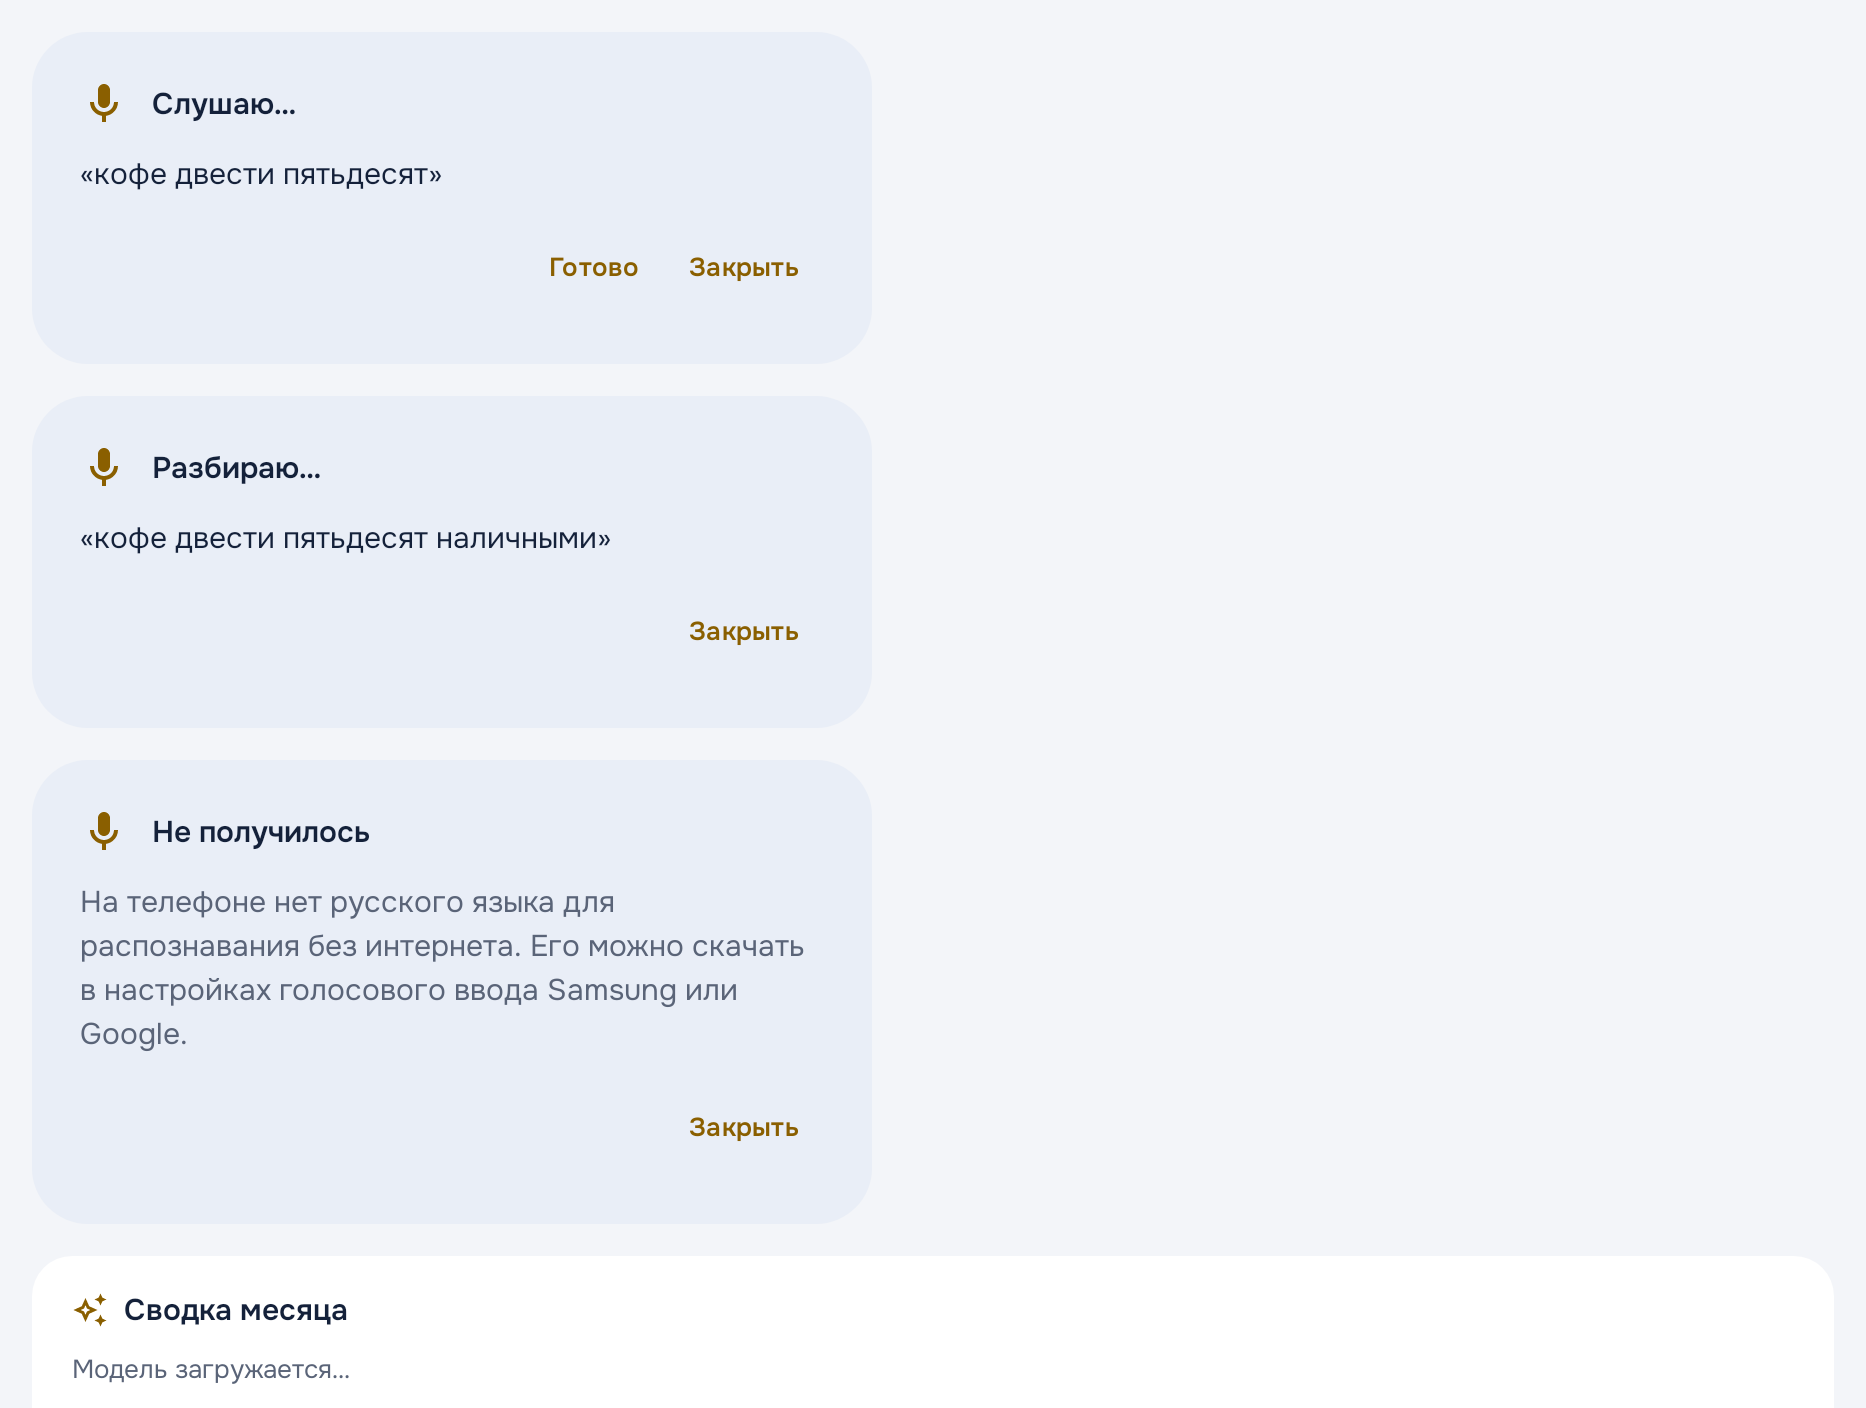 Слушаю...
«кофе двести пятьдесят»
Готово Закрыть
Разбираю...
«кофе двести пятьдесят наличными»
Закрыть
Не получилось
На телефоне нет русского языка для
распознавания без интернета. Его можно скачать
в настройках голосового ввода Samsung или
Google.
Закрыть
Сводка месяца
Модель загружается...